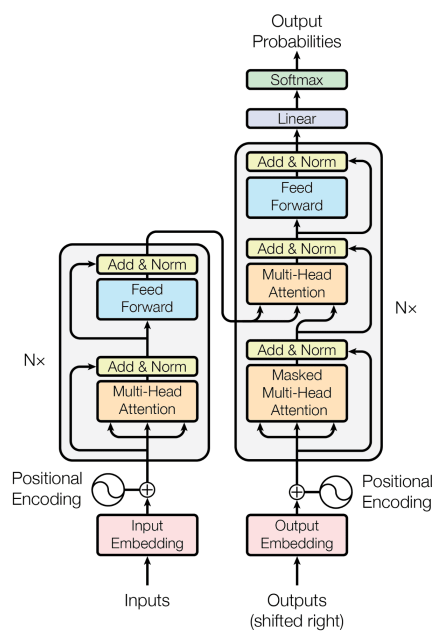 Output
Probabilities
Softmax
Linear
Add & Norm
Feed
Forward
Add & Norm
Multi-Head
Attention
Add & Norm
Masked
Multi-Head
Attention
N×
Positional
Encoding
Output
Embedding
Outputs
(shifted right)
Add & Norm
Feed
Forward
Add & Norm
Multi-Head
Attention
N×
Positional
Encoding
Input
Embedding
Inputs